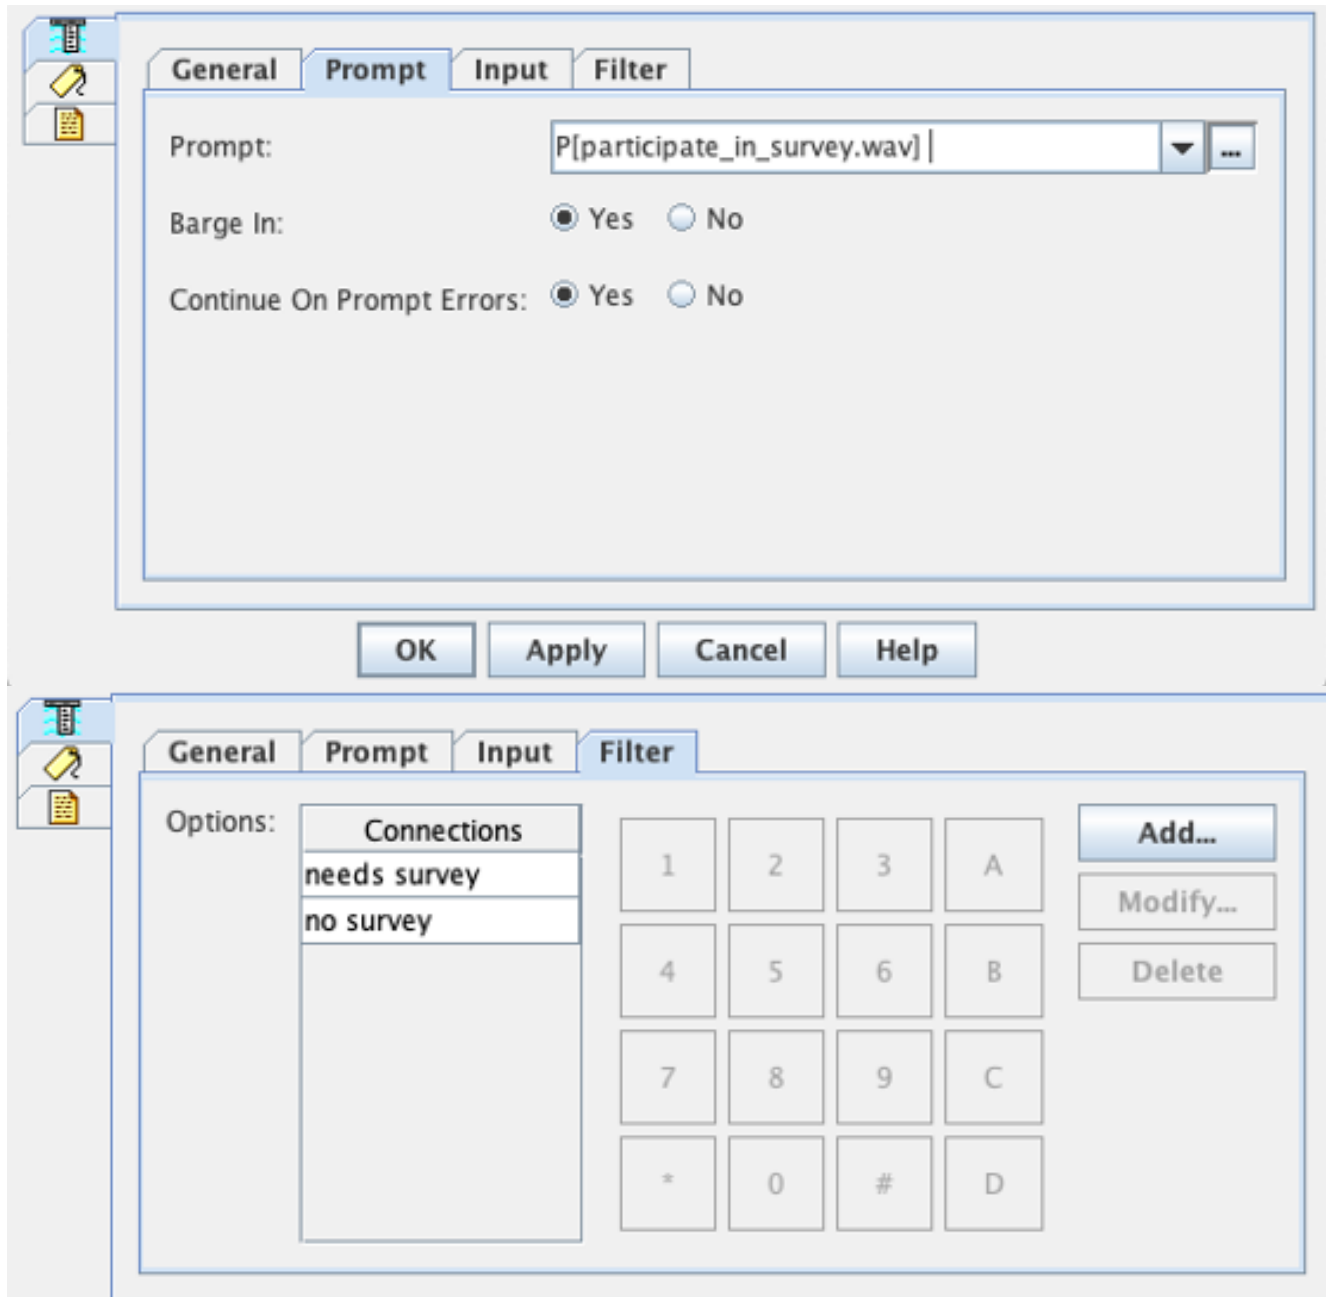 General Prompt Input Filter
Prompt: P[participate_in_survey.wav] ...
Barge In: Yes No
Continue On Prompt Errors: Yes No
OK Apply Cancel Help
General Prompt Input Filter
Options: Connections
needs survey
no survey
1 2 3 A
4 5 6 B
7 8 9 C
* 0 # D
Add...
Modify...
Delete